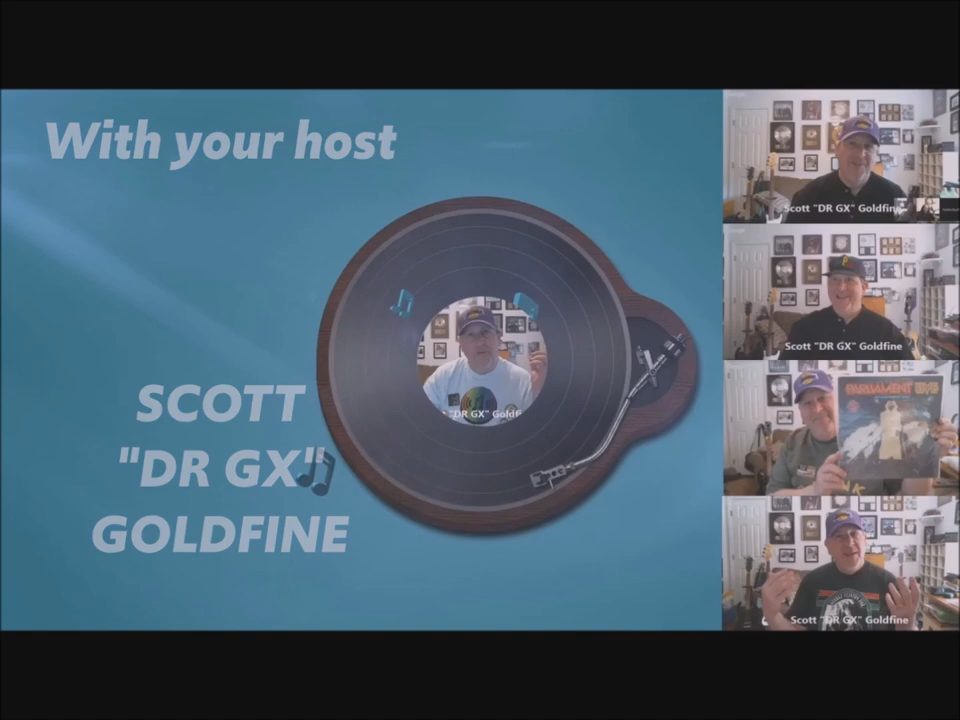 With your host
SCOTT
"DR GX"
GOLDFINE
"DR GX" Goldf
Scott "DR GX" Goldfin
Scott "DR GX" Goldfine
PARLIAMENT LIVE
Scott "DR GX" Goldfine